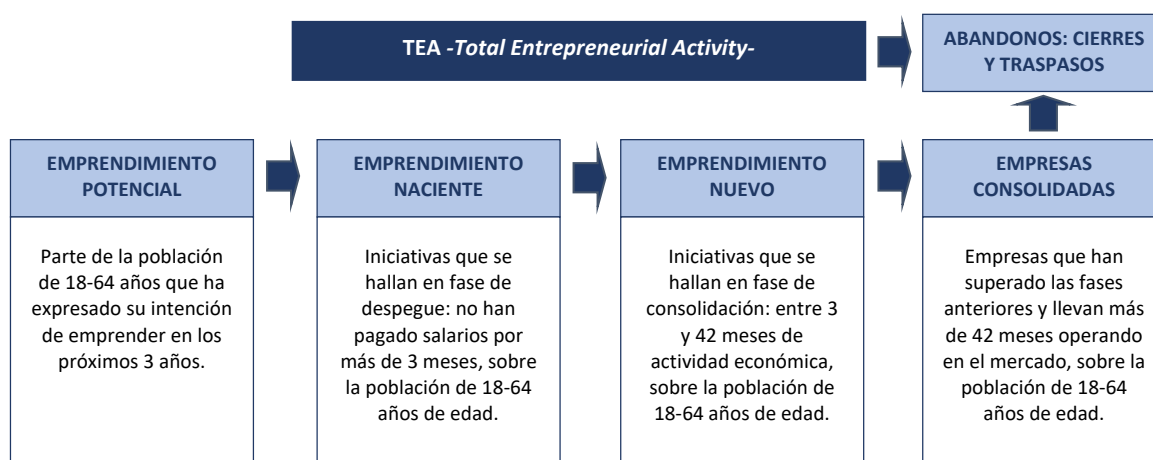 TEA -Total Entrepreneurial Activity-
ABANDONOS: CIERRES
Y TRASPASOS
EMPRENDIMIENTO
POTENCIAL
Parte de la población
de 18-64 años que ha
expresado su intención
de emprender en los
próximos 3 años.
EMPRENDIMIENTO
NACIENTE
Iniciativas que se
hallan en fase de
despegue: no han
pagado salarios por
más de 3 meses, sobre
la población de 18-64
años de edad.
EMPRENDIMIENTO
NUEVO
Iniciativas que se
hallan en fase de
consolidación: entre 3
y 42 meses de
actividad económica,
sobre la población de
18-64 años de edad.
EMPRESAS
CONSOLIDADAS
Empresas que han
superado las fases
anteriores y llevan más
de 42 meses operando
en el mercado, sobre la
población de 18-64
años de edad.